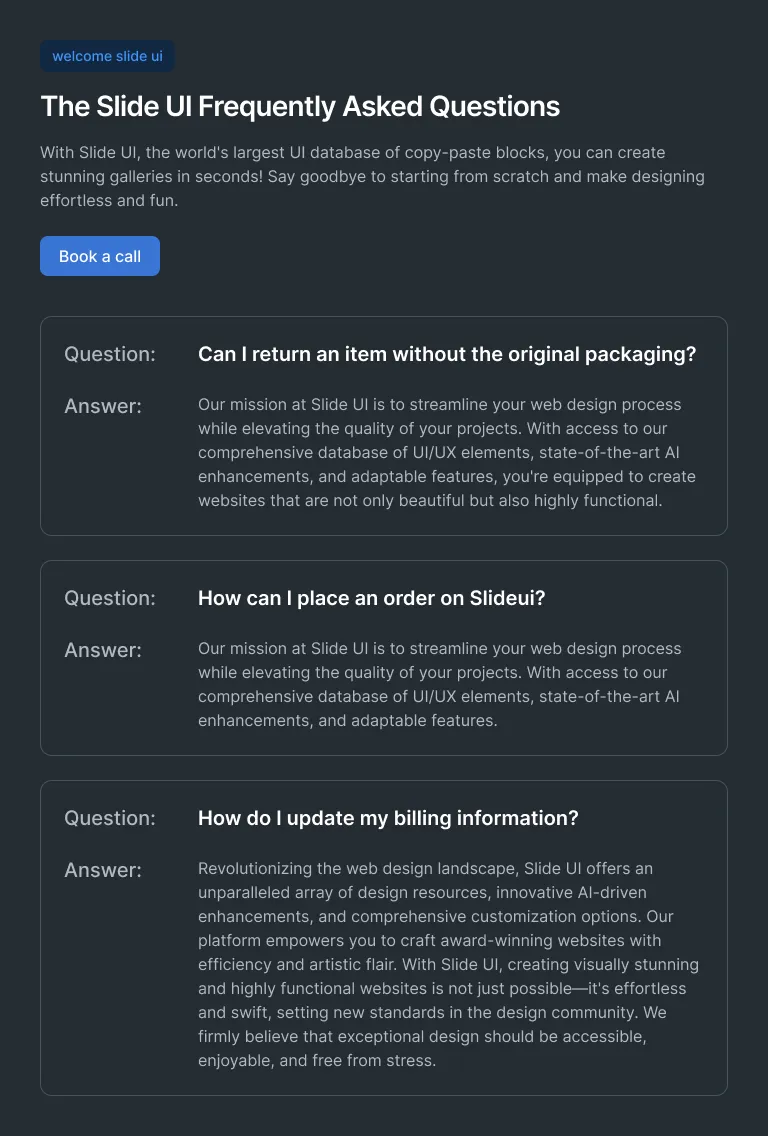 welcome slide ui
The Slide UI Frequently Asked Questions
With Slide UI, the world's largest UI database of copy-paste blocks, you can create
stunning galleries in seconds! Say goodbye to starting from scratch and make designing
effortless and fun.
Book a call
Question: Can I return an item without the original packaging?
Answer: Our mission at Slide UI is to streamline your web design process
while elevating the quality of your projects. With access to our
comprehensive database of UI/UX elements, state-of-the-art AI
enhancements, and adaptable features, you're equipped to create
websites that are not only beautiful but also highly functional.
Question: How can I place an order on Slideui?
Answer: Our mission at Slide UI is to streamline your web design process
while elevating the quality of your projects. With access to our
comprehensive database of UI/UX elements, state-of-the-art AI
enhancements, and adaptable features.
Question: How do I update my billing information?
Answer: Revolutionizing the web design landscape, Slide UI offers an
unparalleled array of design resources, innovative AI-driven
enhancements, and comprehensive customization options. Our
platform empowers you to craft award-winning websites with
efficiency and artistic flair. With Slide UI, creating visually stunning
and highly functional websites is not just possible—it's effortless
and swift, setting new standards in the design community. We
firmly believe that exceptional design should be accessible,
enjoyable, and free from stress.